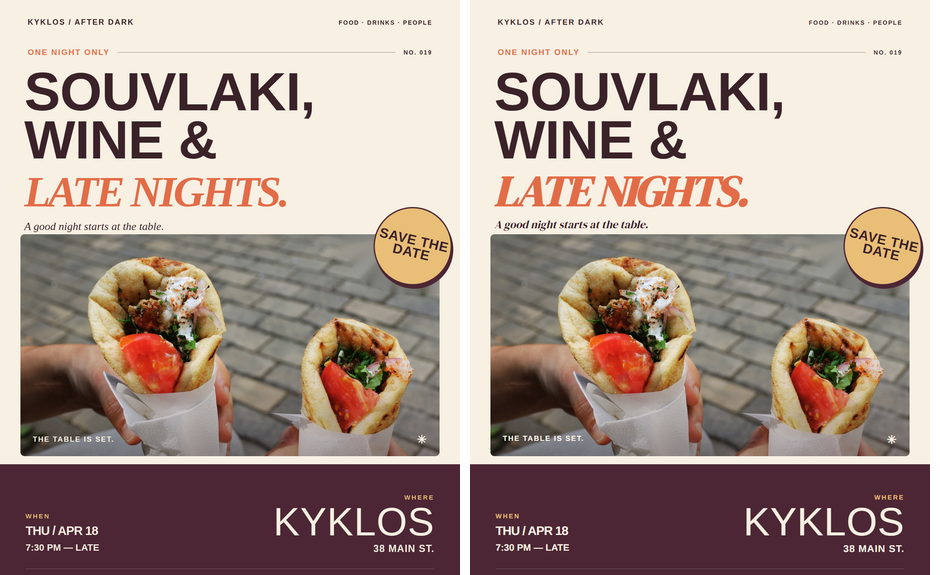 KYKLOS / AFTER DARK
FOOD · DRINKS · PEOPLE
ONE NIGHT ONLY
NO. 019
SOUVLAKI,
WINE &
LATE NIGHTS.
A good night starts at the table.
SAVE THE
DATE
THE TABLE IS SET.
WHEN
THU / APR 18
7:30 PM — LATE
WHERE
KYKLOS
38 MAIN ST.
KYKLOS / AFTER DARK
FOOD · DRINKS · PEOPLE
ONE NIGHT ONLY
NO. 019
SOUVLAKI,
WINE &
LATE NIGHTS.
A good night starts at the table.
SAVE THE
DATE
THE TABLE IS SET.
WHEN
THU / APR 18
7:30 PM — LATE
WHERE
KYKLOS
38 MAIN ST.